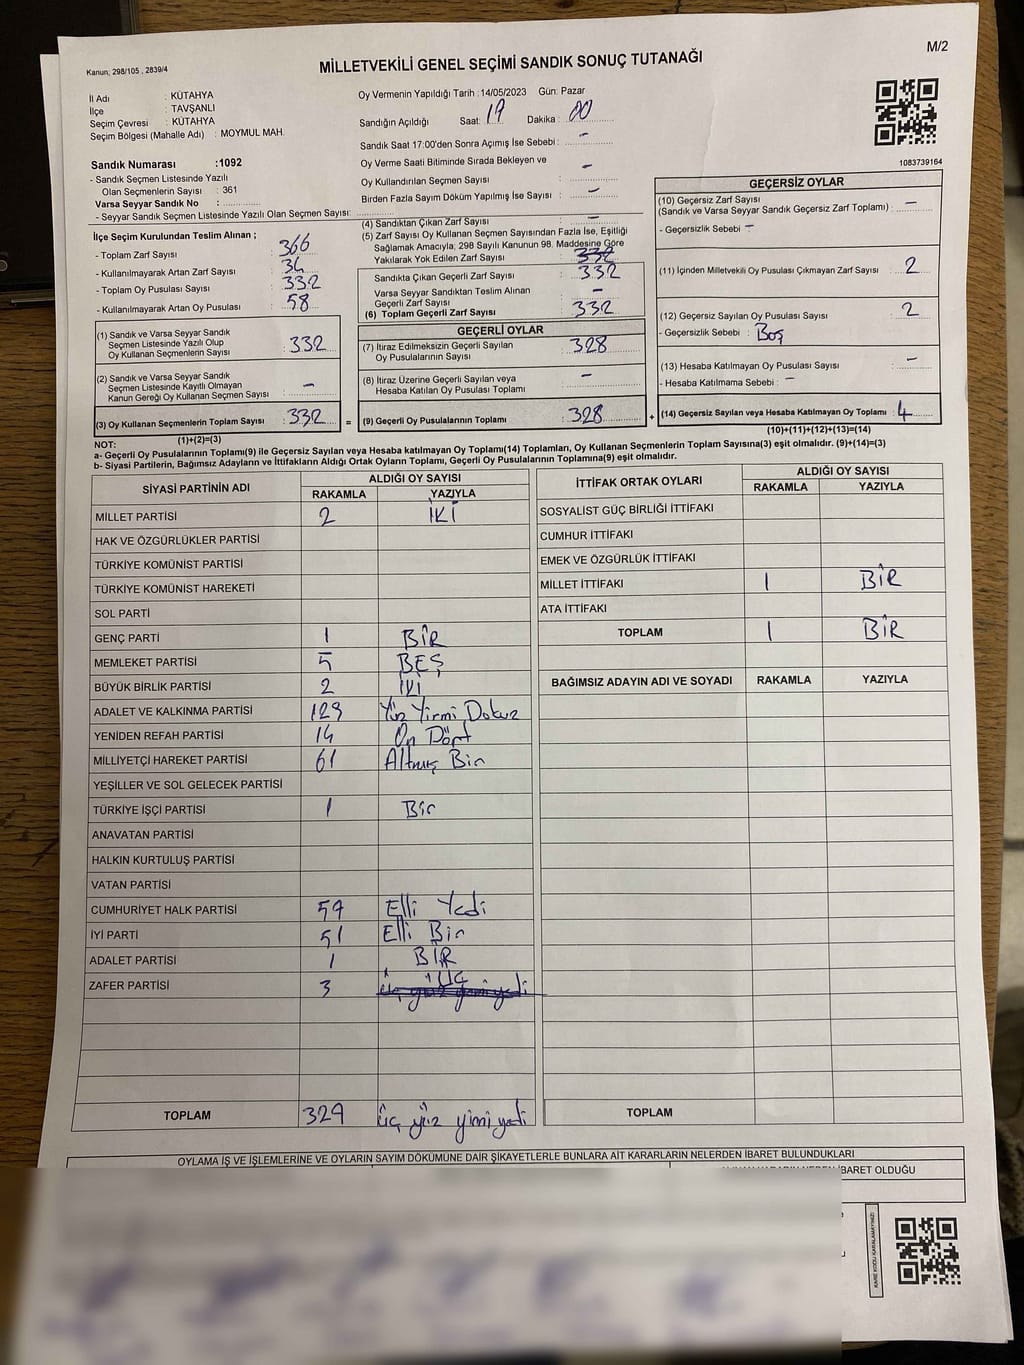 M/2
Kanun; 298/105 , 2839/4
MİLLETVEKİLİ GENEL SEÇİMİ SANDIK SONUÇ TUTANAĞI
İl Adı : KÜTAHYA
İlçe : TAVŞANLI
Seçim Çevresi : KÜTAHYA
Seçim Bölgesi (Mahalle Adı) : MOYMUL MAH.
Sandık Numarası :1092
- Sandık Seçmen Listesinde Yazılı
Olan Seçmenlerin Sayısı : 361
Varsa Seyyar Sandık No :
- Seyyar Sandık Seçmen Listesinde Yazılı Olan Seçmen Sayısı:
Oy Vermenin Yapıldığı Tarih :14/05/2023 Gün: Pazar
Sandığın Açıldığı Saat: 19 Dakika : 00
Sandık Saat 17:00'den Sonra Açımış İse Sebebi : -
Oy Verme Saati Bitiminde Sırada Bekleyen ve
Oy Kullandırılan Seçmen Sayısı : -
Birden Fazla Sayım Döküm Yapılmış İse Sayısı : -
1083739164
İlçe Seçim Kurulundan Teslim Alınan ;
- Toplam Zarf Sayısı : 366
- Kullanılmayarak Artan Zarf Sayısı : 34
- Toplam Oy Pusulası Sayısı : 332
- Kullanılmayarak Artan Oy Pusulası : 58
(1) Sandık ve Varsa Seyyar Sandık
Seçmen Listesinde Yazılı Olup
Oy Kullanan Seçmenlerin Sayısı : 332
(2) Sandık ve Varsa Seyyar Sandık
Seçmen Listesinde Kayıtlı Olmayan
Kanun Gereği Oy Kullanan Seçmen Sayısı : -
(3) Oy Kullanan Seçmenlerin Toplam Sayısı : 332
(1)+(2)=(3)
(4) Sandıktan Çıkan Zarf Sayısı : -
(5) Zarf Sayısı Oy Kullanan Seçmen Sayısından Fazla İse, Eşitliği
Sağlamak Amacıyla, 298 Sayılı Kanunun 98. Maddesine Göre
Yakılarak Yok Edilen Zarf Sayısı : 332
Sandıkta Çıkan Geçerli Zarf Sayısı : 332
Varsa Seyyar Sandıktan Teslim Alınan
Geçerli Zarf Sayısı : -
(6) Toplam Geçerli Zarf Sayısı : 332
GEÇERLİ OYLAR
(7) İtiraz Edilmeksizin Geçerli Sayılan
Oy Pusulalarının Sayısı : 328
(8) İtiraz Üzerine Geçerli Sayılan veya
Hesaba Katılan Oy Pusulası Toplamı : -
= (9) Geçerli Oy Pusulalarının Toplamı : 328
GEÇERSİZ OYLAR
(10) Geçersiz Zarf Sayısı
(Sandık ve Varsa Seyyar Sandık Geçersiz Zarf Toplamı) : -
- Geçersizlik Sebebi -
(11) İçinden Milletvekili Oy Pusulası Çıkmayan Zarf Sayısı : 2
(12) Geçersiz Sayılan Oy Pusulası Sayısı : 2
- Geçersizlik Sebebi : Boş
(13) Hesaba Katılmayan Oy Pusulası Sayısı : -
- Hesaba Katılmama Sebebi : -
+ (14) Geçersiz Sayılan veya Hesaba Katılmayan Oy Toplamı : 4
(10)+(11)+(12)+(13)=(14)
NOT:
a- Geçerli Oy Pusulalarının Toplamı(9) ile Geçersiz Sayılan veya Hesaba katılmayan Oy Toplamı(14) Toplamları, Oy Kullanan Seçmenlerin Toplam Sayısına(3) eşit olmalıdır. (9)+(14)=(3)
b- Siyasi Partilerin, Bağımsız Adayların ve İttifakların Aldığı Ortak Oyların Toplamı, Geçerli Oy Pusulalarının Toplamına(9) eşit olmalıdır.
SİYASİ PARTİNİN ADI ALDIĞI OY SAYISI
RAKAMLA YAZIYLA
MİLLET PARTİSİ 2 İKİ
HAK VE ÖZGÜRLÜKLER PARTİSİ
TÜRKİYE KOMÜNİST PARTİSİ
TÜRKİYE KOMÜNİST HAREKETİ
SOL PARTİ
GENÇ PARTİ 1 BİR
MEMLEKET PARTİSİ 5 BEŞ
BÜYÜK BİRLİK PARTİSİ 2 İKİ
ADALET VE KALKINMA PARTİSİ 129 Yüz Yirmi Dokuz
YENİDEN REFAH PARTİSİ 14 On Dört
MİLLİYETÇİ HAREKET PARTİSİ 61 Altmış Bir
YEŞİLLER VE SOL GELECEK PARTİSİ
TÜRKİYE İŞÇİ PARTİSİ 1 Bir
ANAVATAN PARTİSİ
HALKIN KURTULUŞ PARTİSİ
VATAN PARTİSİ
CUMHURİYET HALK PARTİSİ 57 Elli Yedi
İYİ PARTİ 51 Elli Bir
ADALET PARTİSİ 1 BİR
ZAFER PARTİSİ 3 ÜÇ
TOPLAM 327 üç yüz yimi yedi
İTTİFAK ORTAK OYLARI ALDIĞI OY SAYISI
RAKAMLA YAZIYLA
SOSYALİST GÜÇ BİRLİĞİ İTTİFAKI
CUMHUR İTTİFAKI
EMEK VE ÖZGÜRLÜK İTTİFAKI
MİLLET İTTİFAKI 1 BİR
ATA İTTİFAKI
TOPLAM 1 BİR
BAĞIMSIZ ADAYIN ADI VE SOYADI RAKAMLA YAZIYLA
TOPLAM
OYLAMA İŞ VE İŞLEMLERİNE VE OYLARIN SAYIM DÖKÜMÜNE DAİR ŞİKAYETLERLE BUNLARA AİT KARARLARIN NELERDEN İBARET BULUNDUKLARI
İBARET OLDUĞU
KARE KODU KARALAMAYINIZ!